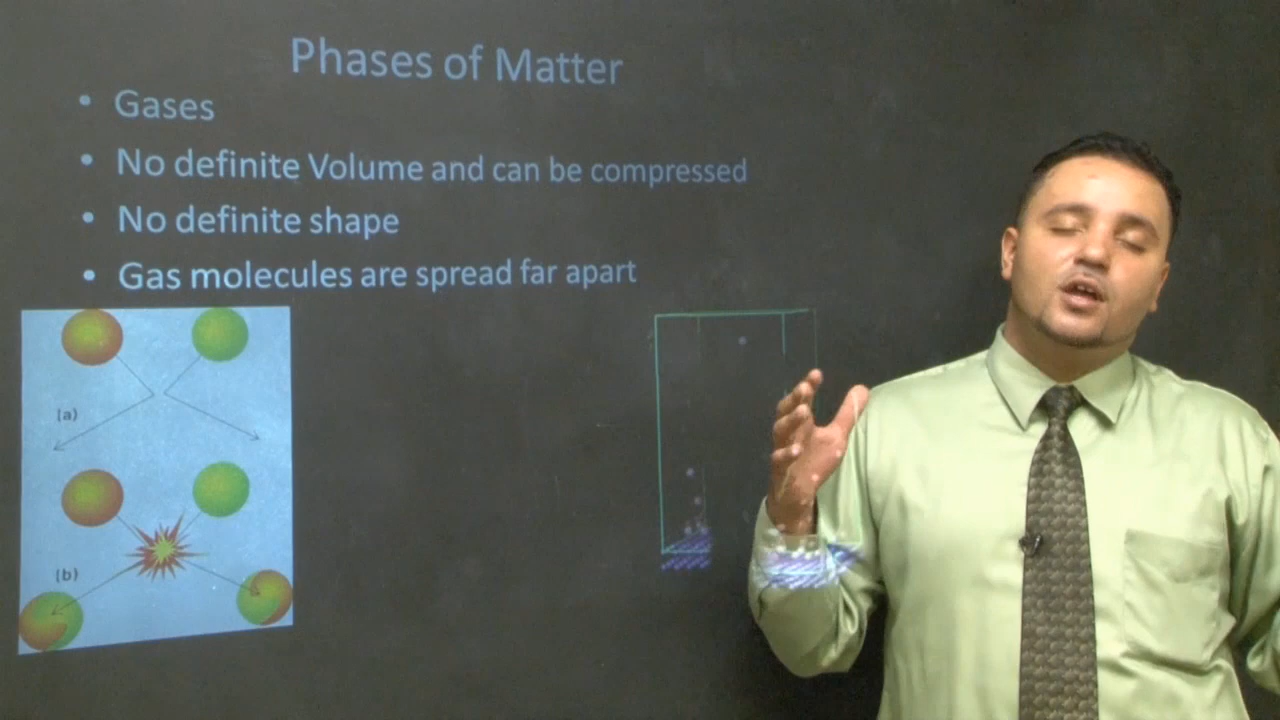 Phases of Matter
• Gases
• No definite Volume and can be compressed
• No definite shape
• Gas molecules are spread far apart
(a)
(b)